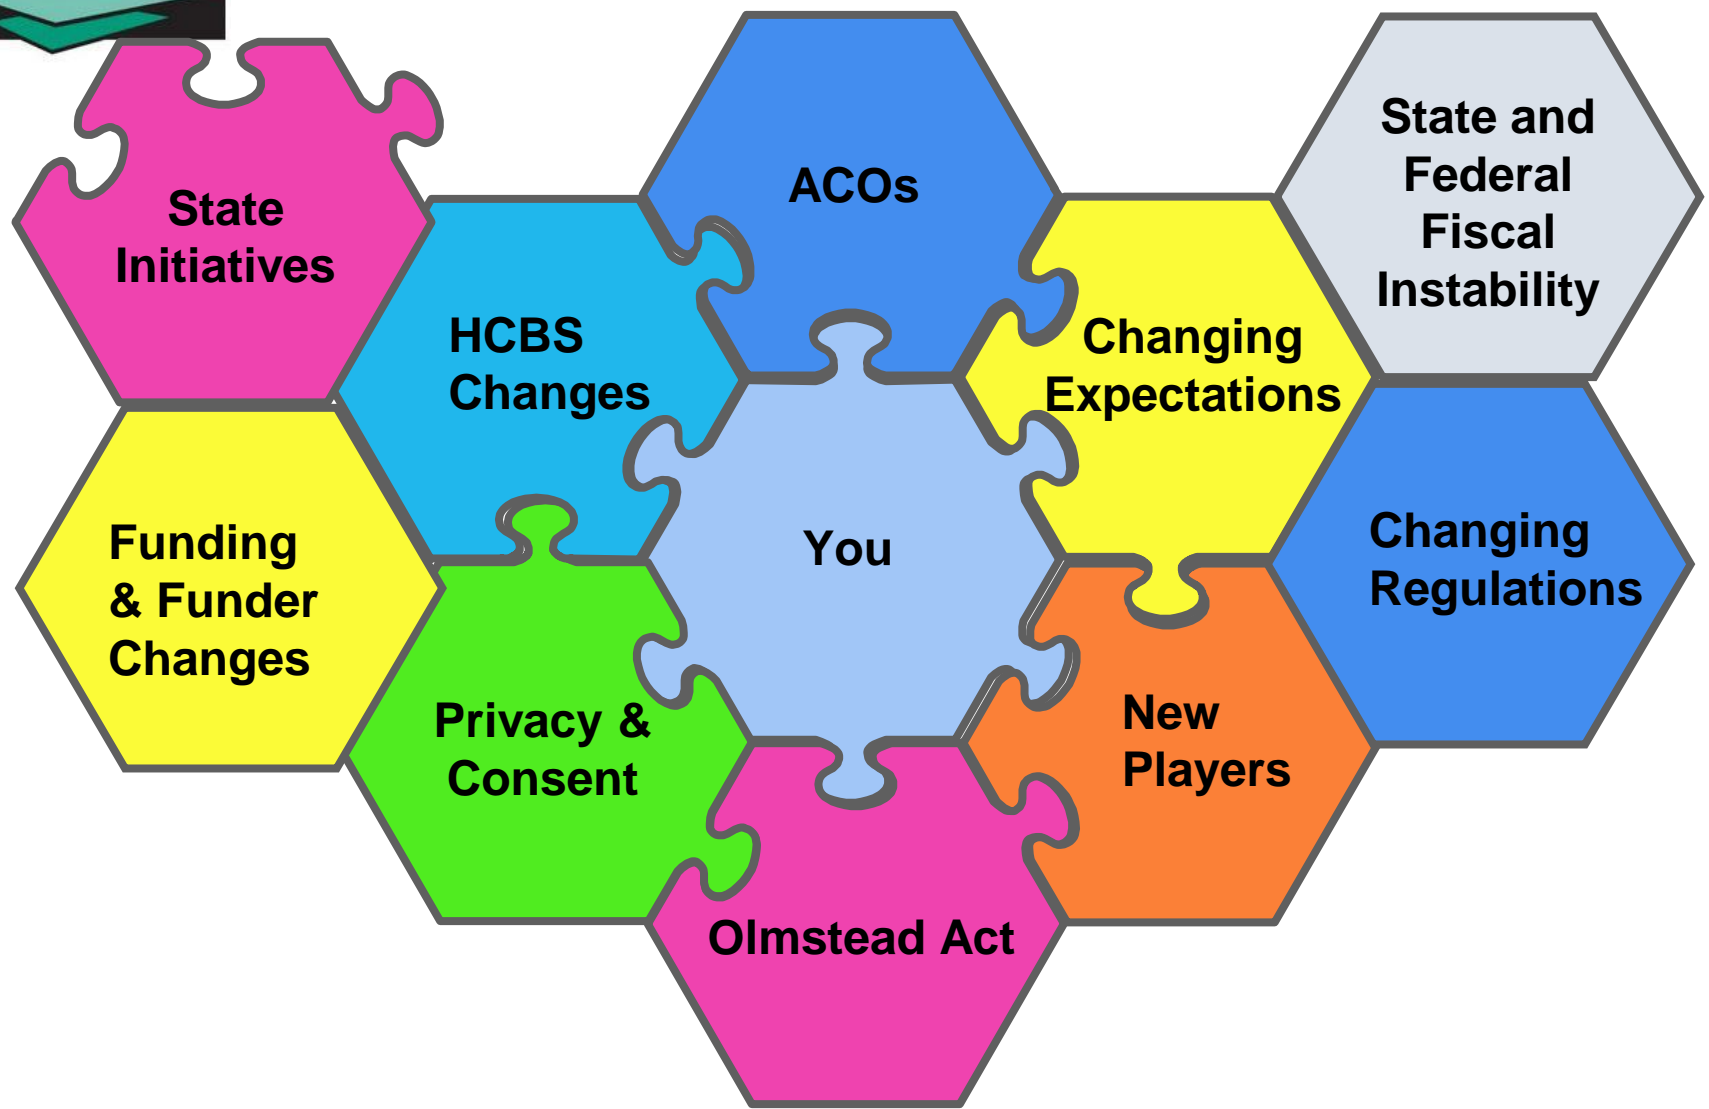 State
Initiatives
ACOs
State and
Federal
Fiscal
Instability
HCBS
Changes
Changing
Expectations
Funding
& Funder
Changes
You
Changing
Regulations
Privacy &
Consent
New
Players
Olmstead Act